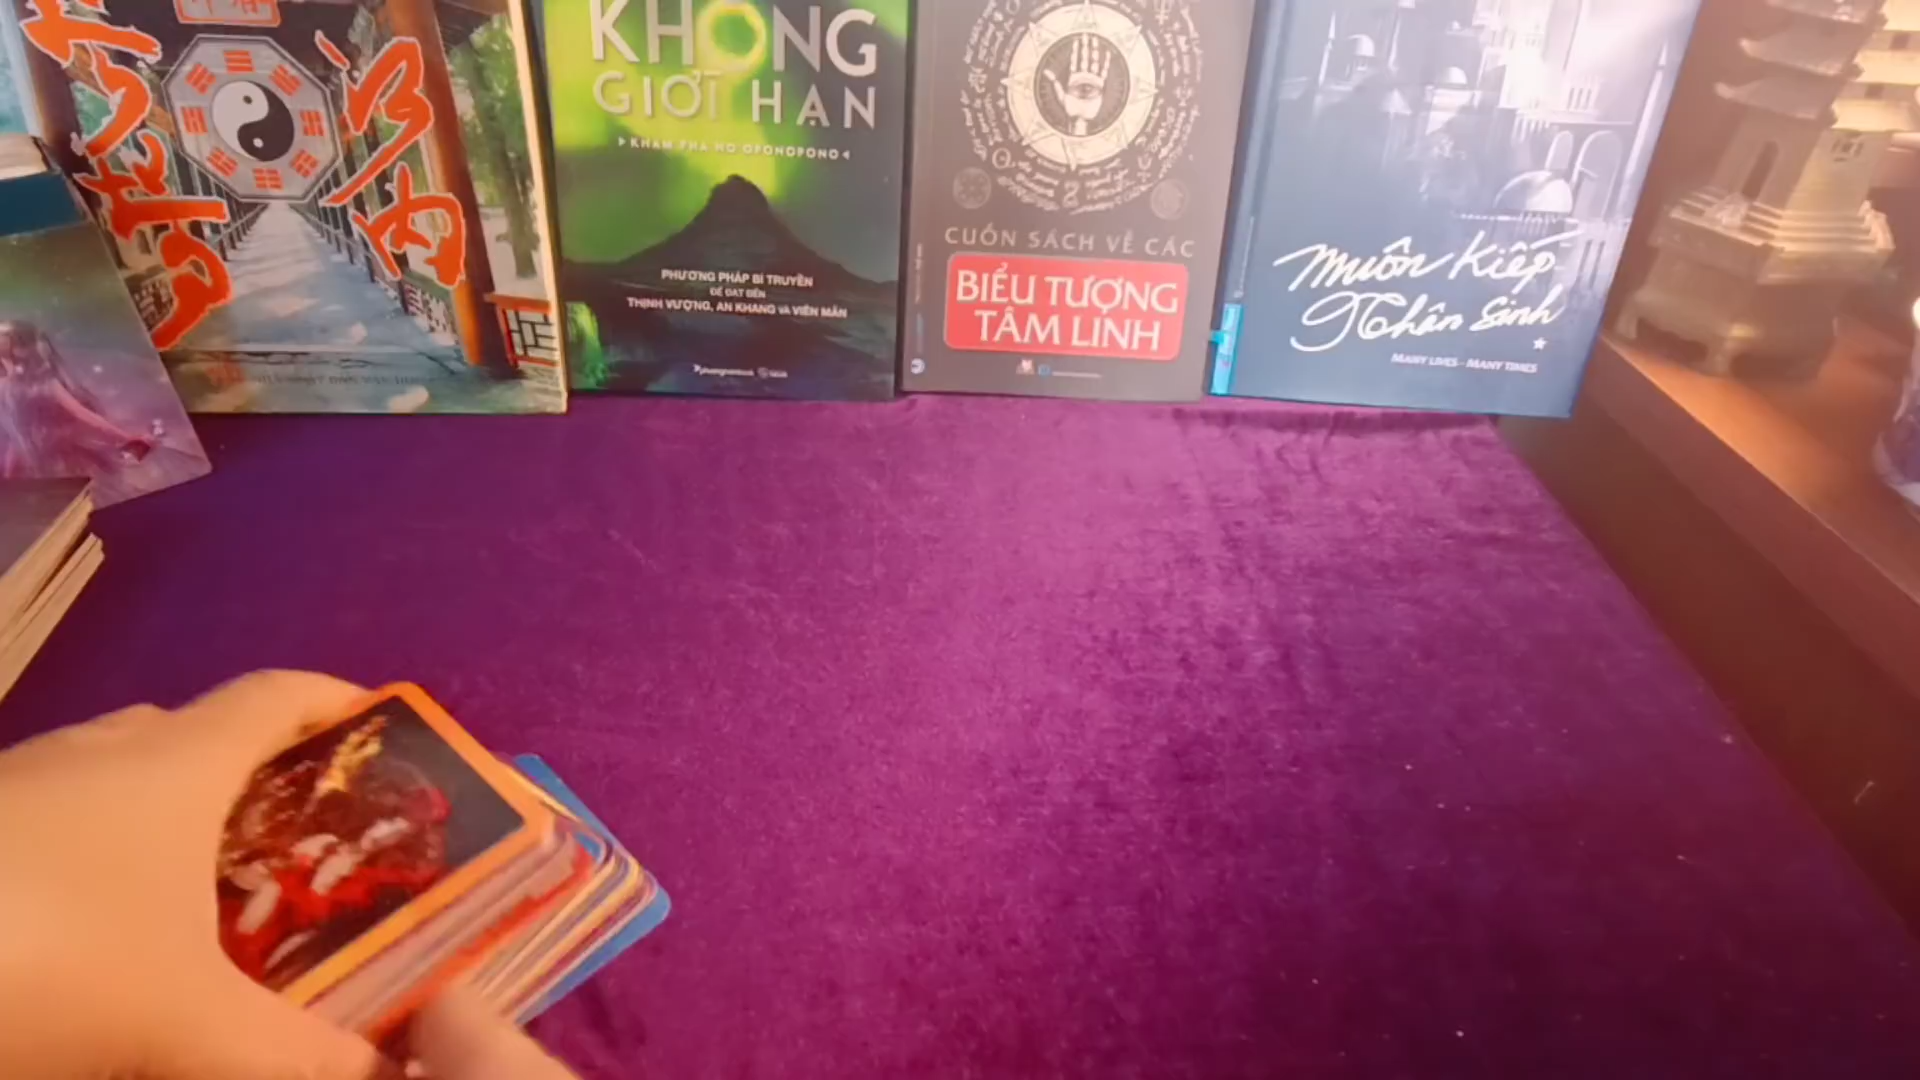 KHÔNG
GIỚI HẠN
KHÁM PHÁ HO OPONOPONO
PHƯƠNG PHÁP BÍ TRUYỀN
ĐỂ ĐẠT ĐẾN
THỊNH VƯỢNG, AN KHANG VÀ VIÊN MÃN
CUỐN SÁCH VỀ CÁC
BIỂU TƯỢNG
TÂM LINH
Muôn Kiếp
Nhân Sinh
MANY LIVES - MANY TIMES